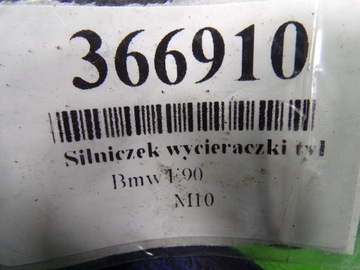 366910
Silniczek wycieraczki tył
Bmw E90
M10